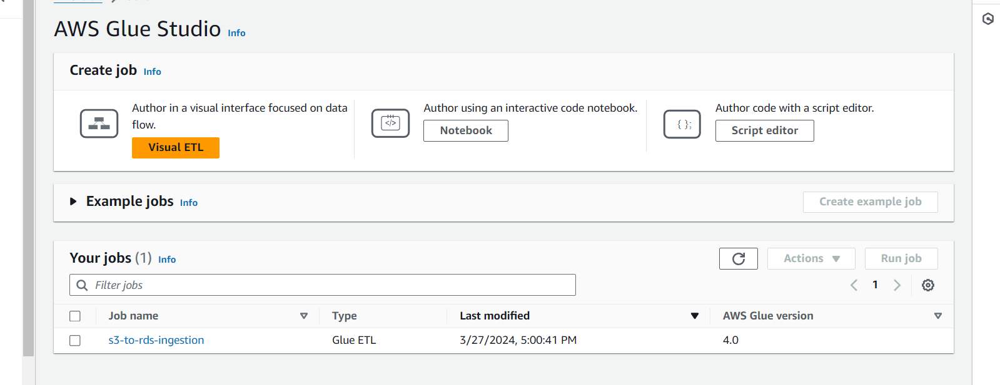 AWS Glue Studio Info
Create job Info
Author in a visual interface focused on data
flow.
Visual ETL
Author using an interactive code notebook.
Notebook
Author code with a script editor.
Script editor
Example jobs Info
Create example job
Your jobs (1) Info
Actions
Run job
Filter jobs
1
Job name Type Last modified AWS Glue version
s3-to-rds-ingestion Glue ETL 3/27/2024, 5:00:41 PM 4.0